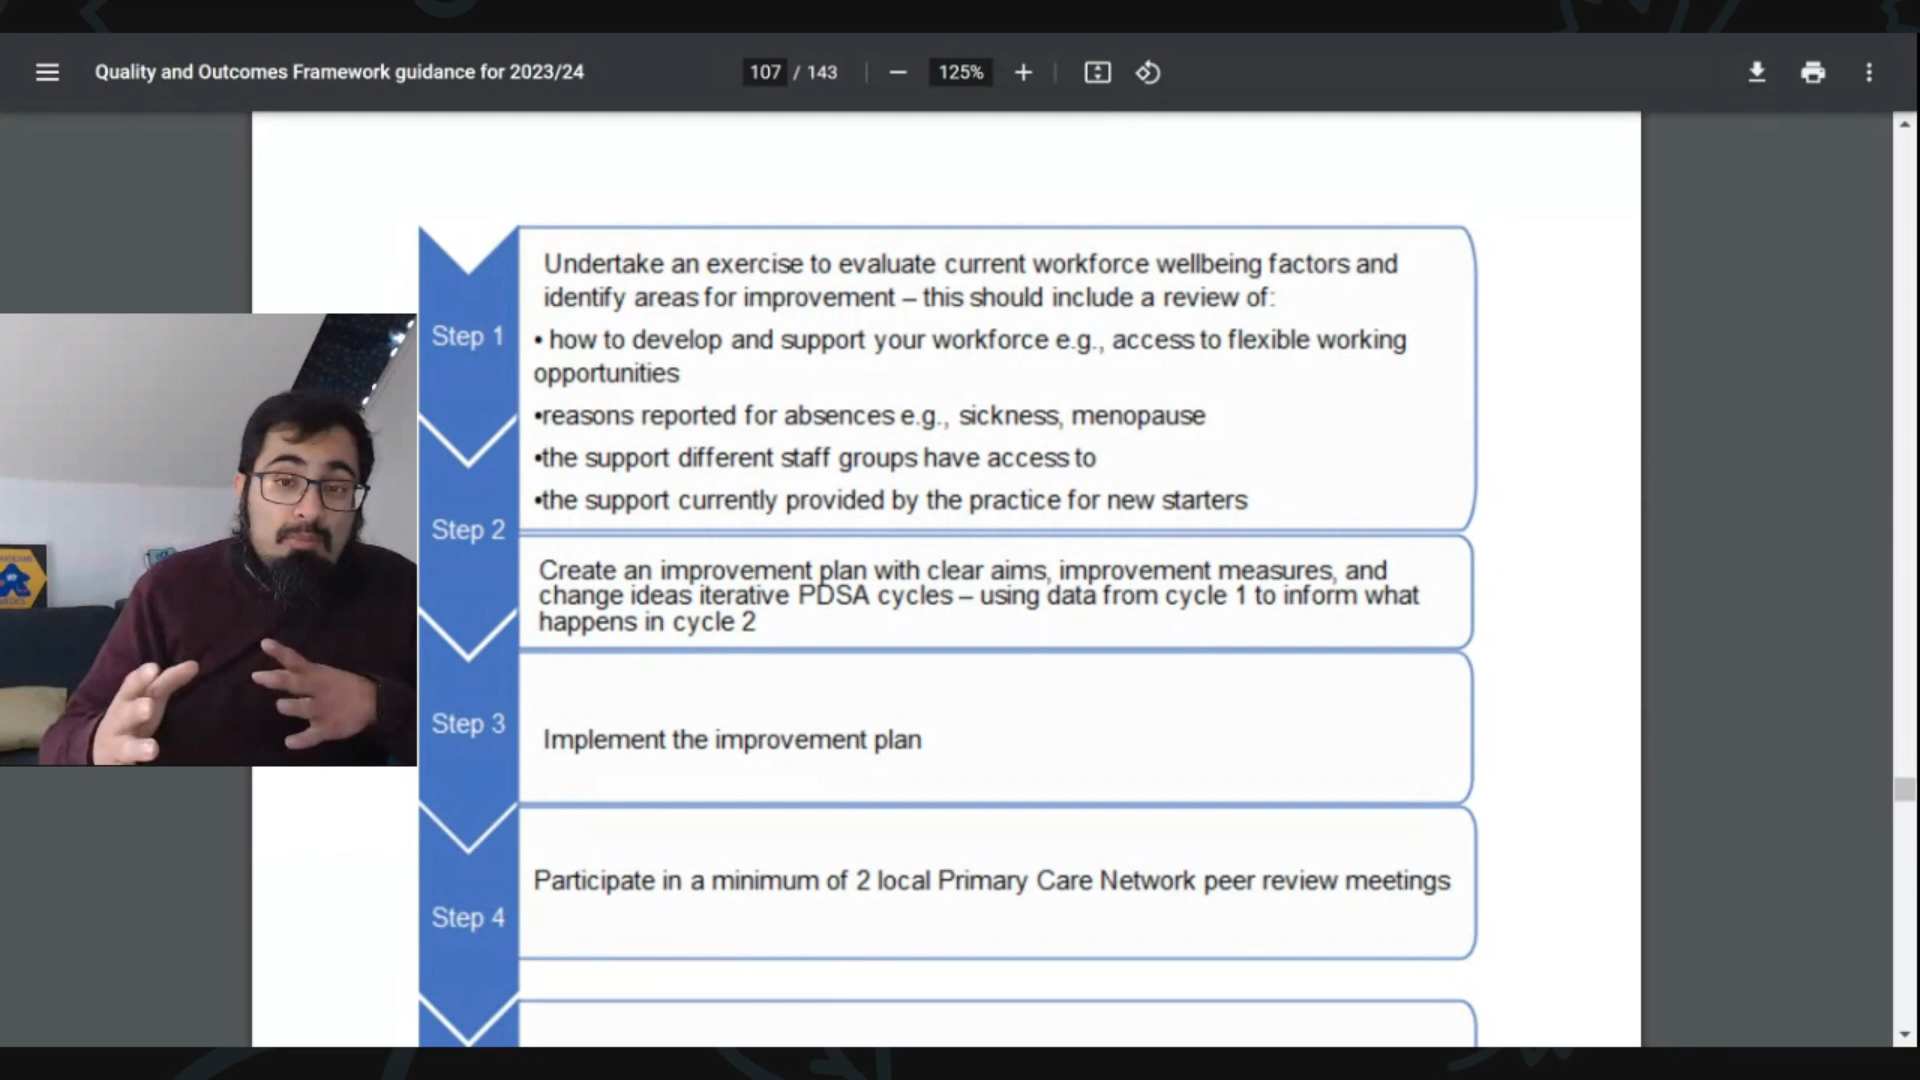 Quality and Outcomes Framework guidance for 2023/24
107 / 143
125%
Step 1
Undertake an exercise to evaluate current workforce wellbeing factors and
identify areas for improvement – this should include a review of:
• how to develop and support your workforce e.g., access to flexible working
opportunities
•reasons reported for absences e.g., sickness, menopause
•the support different staff groups have access to
•the support currently provided by the practice for new starters
Step 2
Create an improvement plan with clear aims, improvement measures, and
change ideas iterative PDSA cycles – using data from cycle 1 to inform what
happens in cycle 2
Step 3
Implement the improvement plan
Step 4
Participate in a minimum of 2 local Primary Care Network peer review meetings